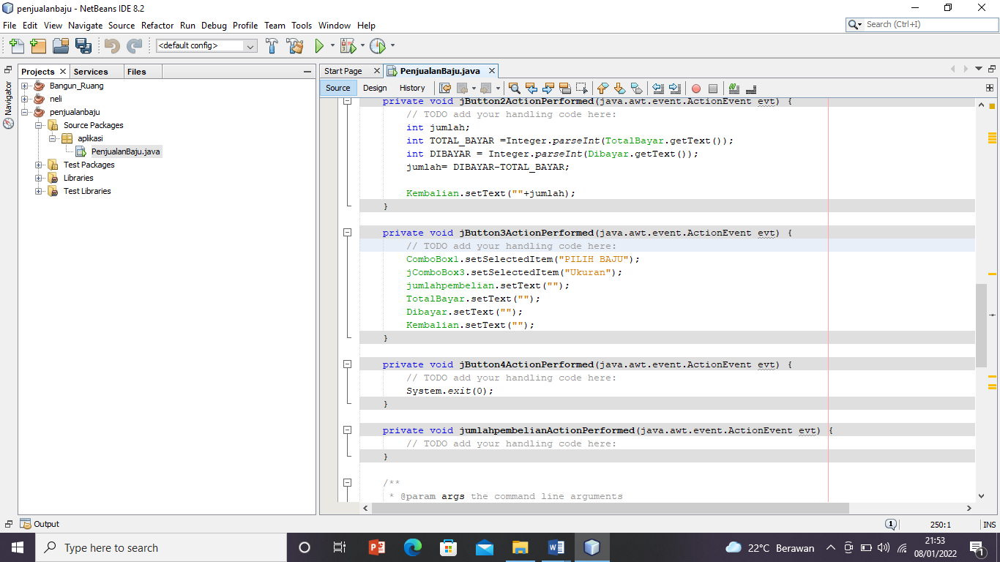 penjualanbaju - NetBeans IDE 8.2
File Edit View Navigate Source Refactor Run Debug Profile Team Tools Window Help
Search (Ctrl+I)
<default config>
Projects Services Files
Start Page PenjualanBaju.java
Source Design History
Navigator
Bangun_Ruang
neli
penjualanbaju
Source Packages
aplikasi
PenjualanBaju.java
Test Packages
Libraries
Test Libraries
private void jButton2ActionPerformed(java.awt.event.ActionEvent evt) {
// TODO add your handling code here:
int jumlah;
int TOTAL_BAYAR =Integer.parseInt(TotalBayar.getText());
int DIBAYAR = Integer.parseInt(Dibayar.getText());
jumlah= DIBAYAR-TOTAL_BAYAR;
Kembalian.setText(""+jumlah);
}
private void jButton3ActionPerformed(java.awt.event.ActionEvent evt) {
// TODO add your handling code here:
ComboBox1.setSelectedItem("PILIH BAJU");
jComboBox3.setSelectedItem("Ukuran");
jumlahpembelian.setText("");
TotalBayar.setText("");
Dibayar.setText("");
Kembalian.setText("");
}
private void jButton4ActionPerformed(java.awt.event.ActionEvent evt) {
// TODO add your handling code here:
System.exit(0);
}
private void jumlahpembelianActionPerformed(java.awt.event.ActionEvent evt) {
// TODO add your handling code here:
}
/**
* @param args the command line arguments
Output
1
250:1
INS
Type here to search
22°C Berawan
21:53
08/01/2022
1